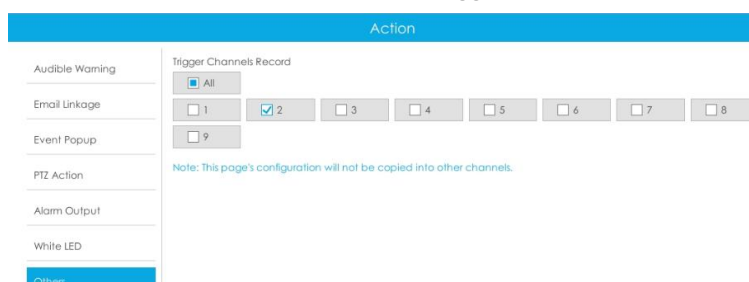 Action
Audible Warning
Email Linkage
Event Popup
PTZ Action
Alarm Output
White LED
Others
Trigger Channels Record
All
1 2 3 4 5 6 7 8
9
Note: This page's configuration will not be copied into other channels.